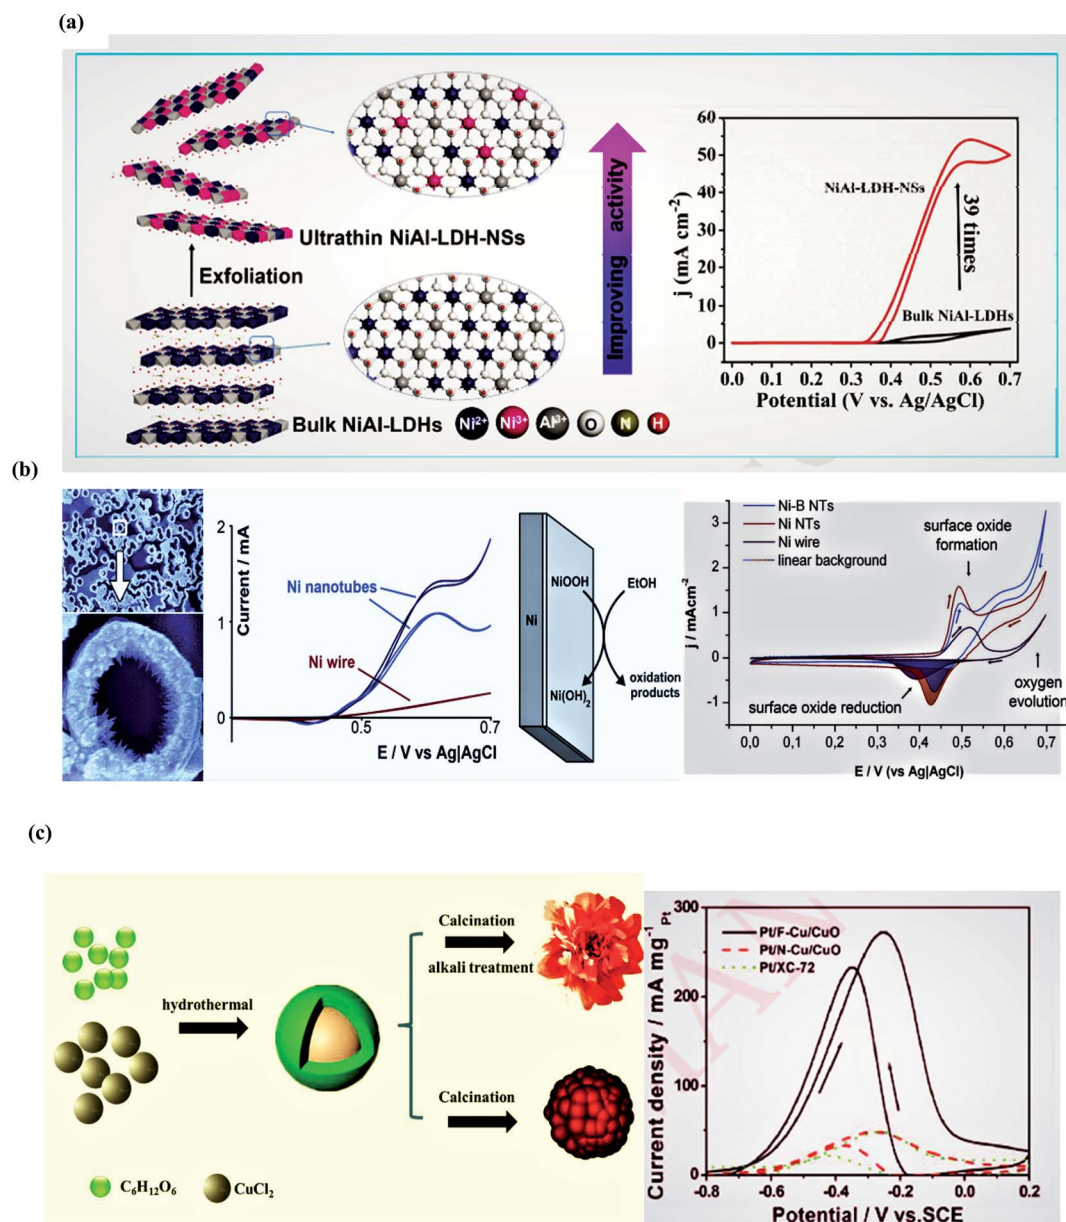 (a)
Ultrathin NiAl-LDH-NSs
Exfoliation
Bulk NiAl-LDHs
Ni2+ Ni3+ Al3+ O N H
Improving activity
j (mA cm⁻²)
60
50
40
30
20
10
0
NiAl-LDH-NSs
39 times
Bulk NiAl-LDHs
0.0 0.1 0.2 0.3 0.4 0.5 0.6 0.7
Potential (V vs. Ag/AgCl)
(b)
Current / mA
2
1
0
Ni nanotubes
Ni wire
0.5 0.7
E / V vs Ag|AgCl
Ni
NiOOH
EtOH
Ni(OH)₂
oxidation
products
Ni-B NTs
Ni NTs
Ni wire
linear background
surface oxide
formation
j / mAcm⁻²
3
2
1
0
-1
surface oxide reduction
oxygen
evolution
0,0 0,1 0,2 0,3 0,4 0,5 0,6 0,7
E / V (vs Ag|AgCl)
(c)
hydrothermal
Calcination
alkali treatment
Calcination
C₆H₁₂O₆
CuCl₂
Current density / mA mg⁻¹Pt
300
200
100
0
Pt/F-Cu/CuO
Pt/N-Cu/CuO
Pt/XC-72
-0.8 -0.6 -0.4 -0.2 0.0 0.2
Potential / V vs.SCE